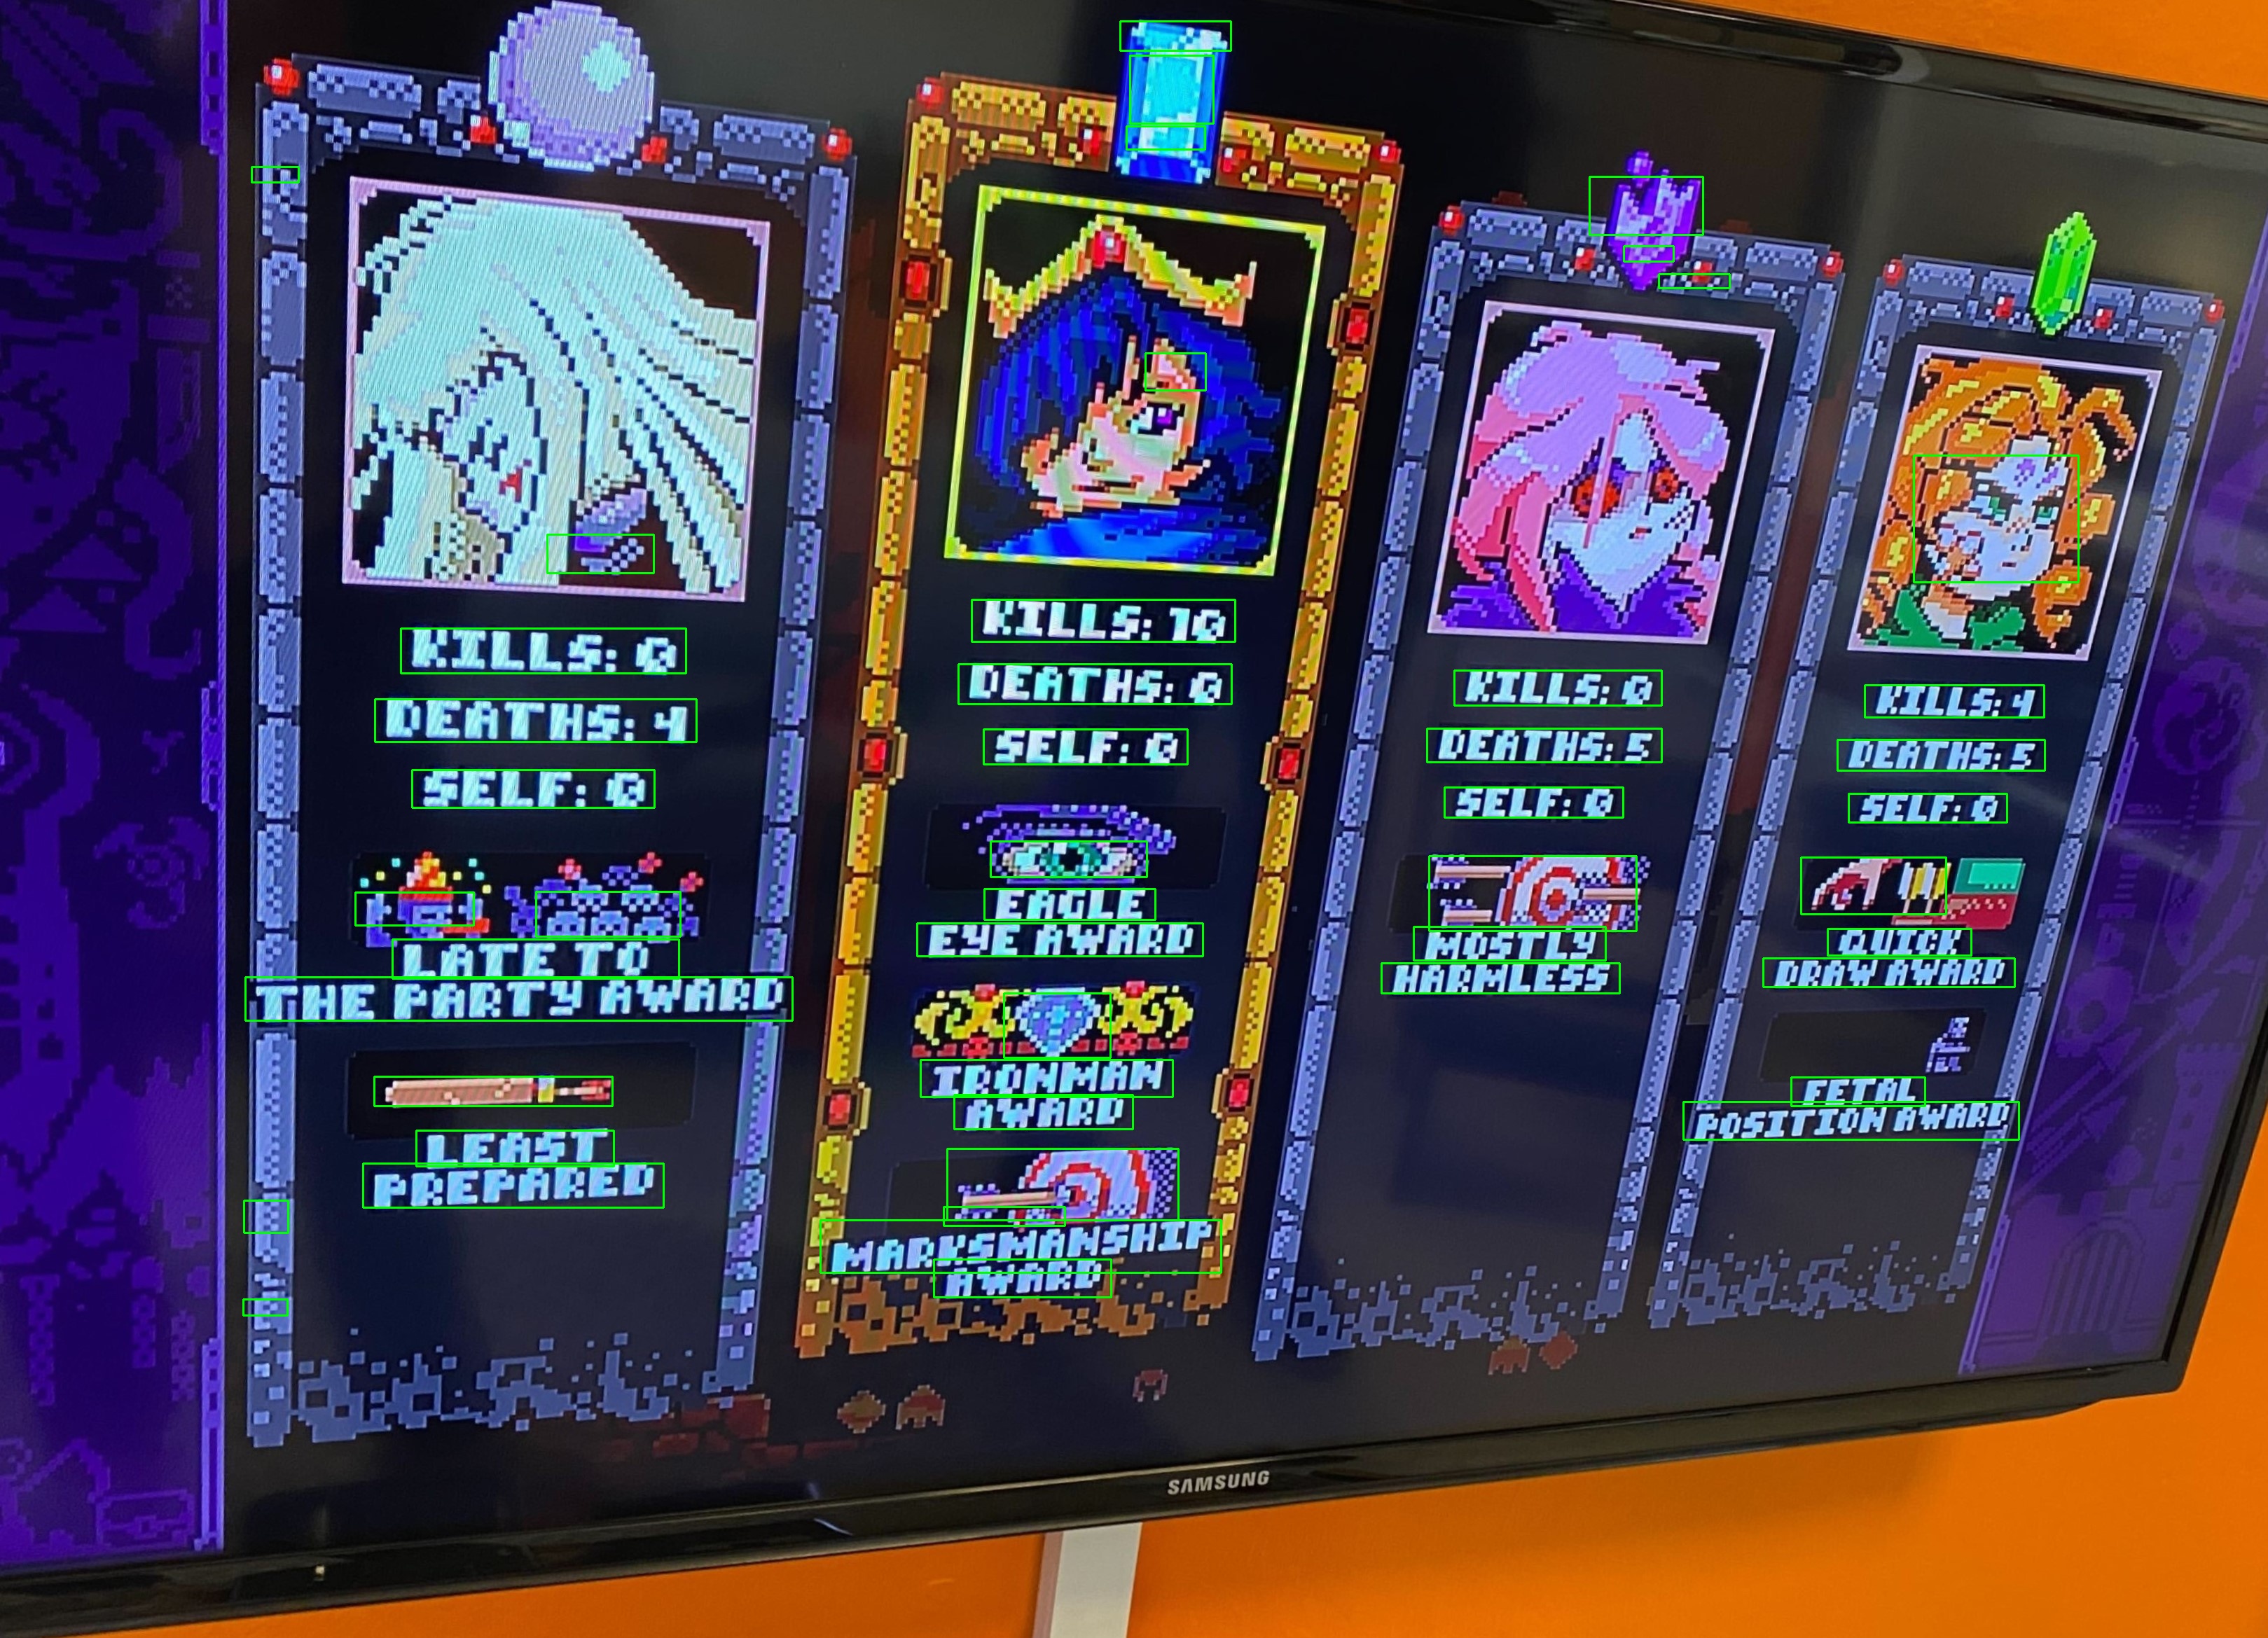 KILLS: 0
DEATHS: 4
SELF: 0
LATE TO
THE PARTY AWARD
LEAST
PREPARED
KILLS: 10
DEATHS: 0
SELF: 0
EAGLE
EYE AWARD
IRONMAN
AWARD
MARKSMANSHIP
AWARD
KILLS: 0
DEATHS: 5
SELF: 0
MOSTLY
HARMLESS
KILLS: 4
DEATHS: 5
SELF: 0
QUICK
DRAW AWARD
FETAL
POSITION AWARD
SAMSUNG